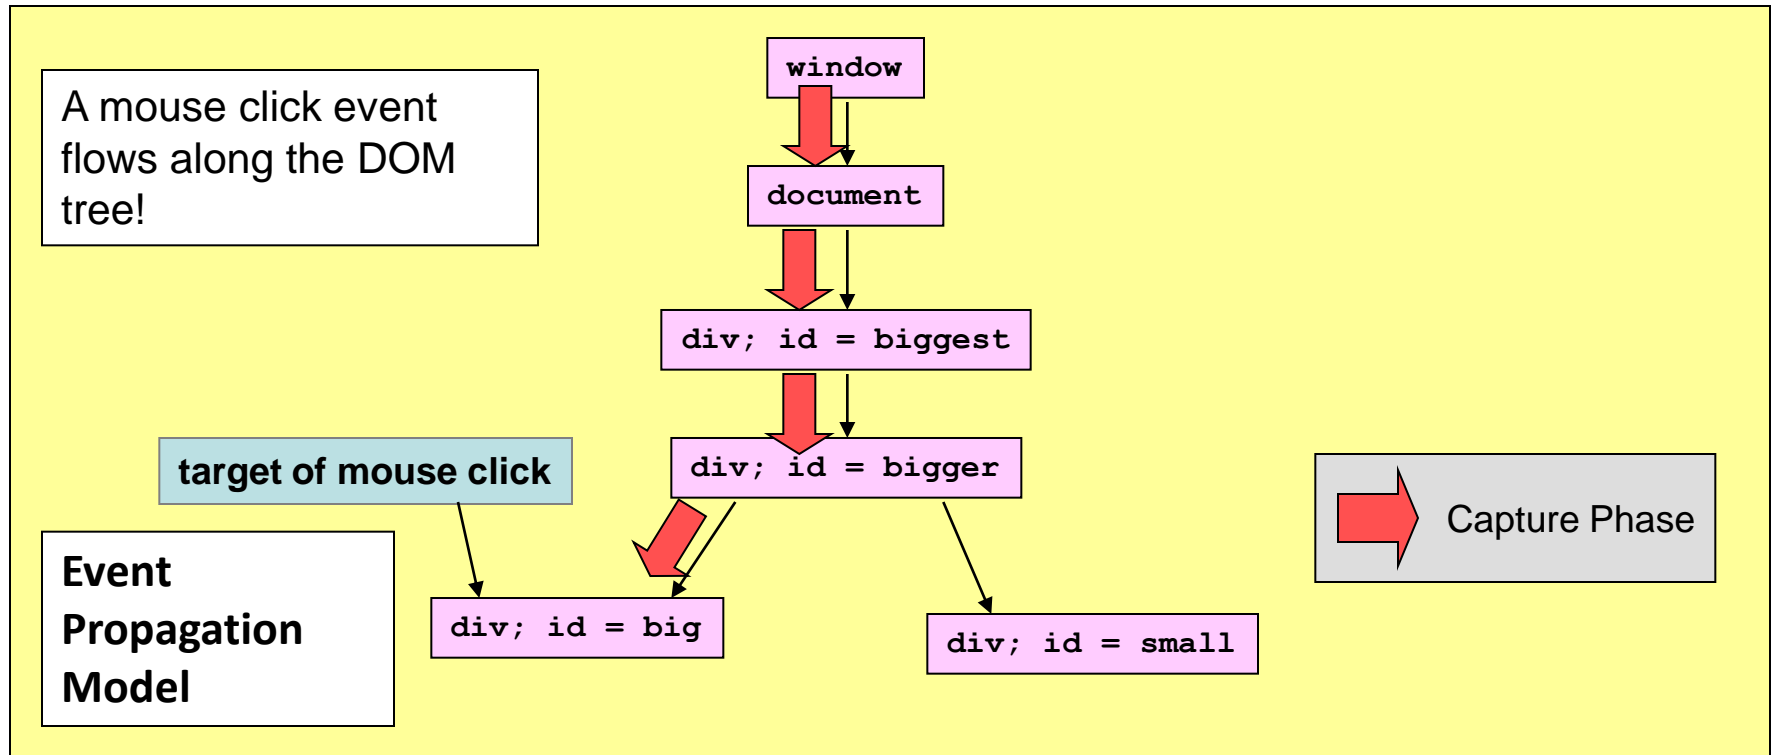 window
A mouse click event
flows along the DOM
tree!
document
div; id = biggest
target of mouse click
div; id = bigger
Capture Phase
Event
Propagation
Model
div; id = big
div; id = small